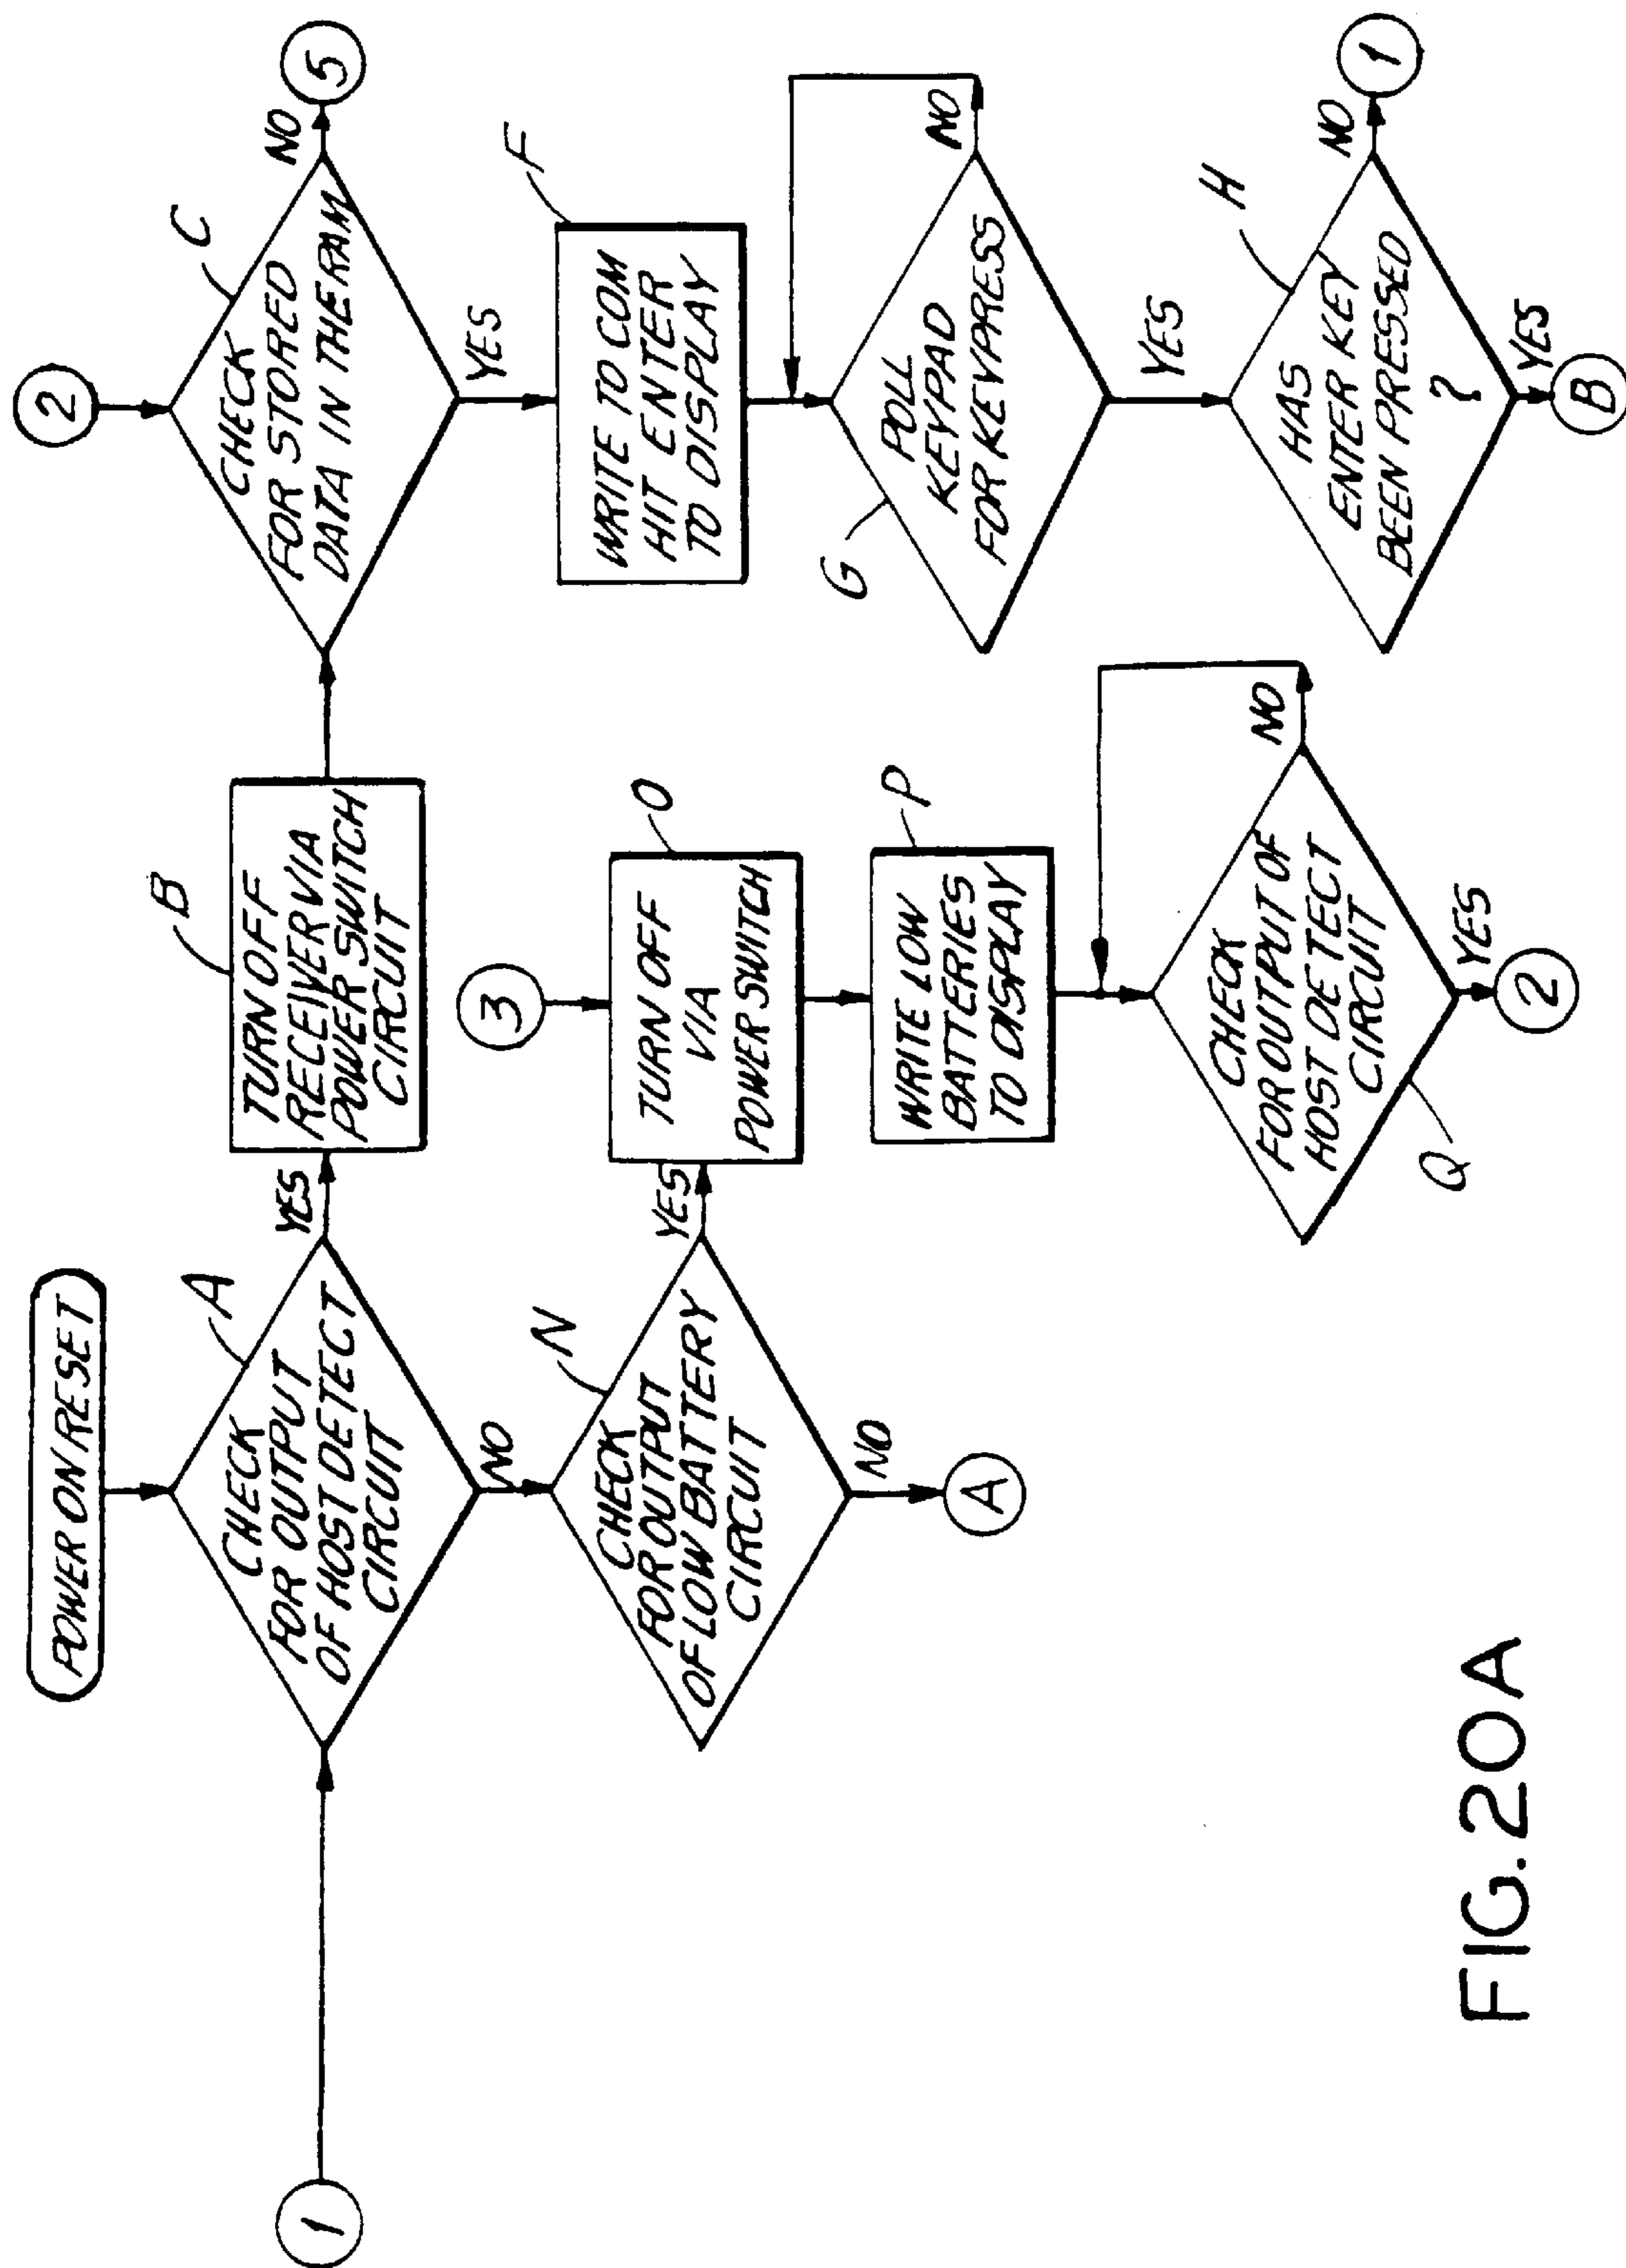 POWER ON RESET
1
A
CHECK
FOR OUTPUT
OF HOST DETECT
CIRCUIT
YES
NO
B
TURN OFF
RECEIVER VIA
POWER SWITCH
CIRCUIT
2
C
CHECK
FOR STORED
DATA IN THE RAM
NO
5
YES
N
CHECK
FOR OUTPUT
OF LOW BATTERY
CIRCUIT
YES
NO
A
3
O
TURN OFF
VIA
POWER SWITCH
P
WRITE LOW
BATTERIES
TO DISPLAY
Q
CHECK
FOR OUTPUT OF
HOST DETECT
CIRCUIT
NO
YES
2
F
WRITE TO COM
HIT ENTER
TO DISPLAY
G
POLL
KEYPAD
FOR KEYPRESS
NO
YES
H
HAS
ENTER KEY
BEEN PRESSED
?
NO
1
YES
B
FIG. 20A